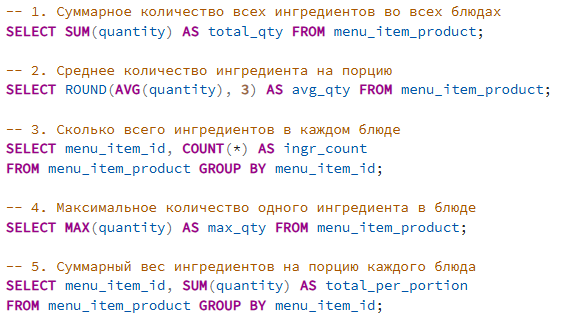 -- 1. Суммарное количество всех ингредиентов во всех блюдах
SELECT SUM(quantity) AS total_qty FROM menu_item_product;
-- 2. Среднее количество ингредиента на порцию
SELECT ROUND(AVG(quantity), 3) AS avg_qty FROM menu_item_product;
-- 3. Сколько всего ингредиентов в каждом блюде
SELECT menu_item_id, COUNT(*) AS ingr_count
FROM menu_item_product GROUP BY menu_item_id;
-- 4. Максимальное количество одного ингредиента в блюде
SELECT MAX(quantity) AS max_qty FROM menu_item_product;
-- 5. Суммарный вес ингредиентов на порцию каждого блюда
SELECT menu_item_id, SUM(quantity) AS total_per_portion
FROM menu_item_product GROUP BY menu_item_id;